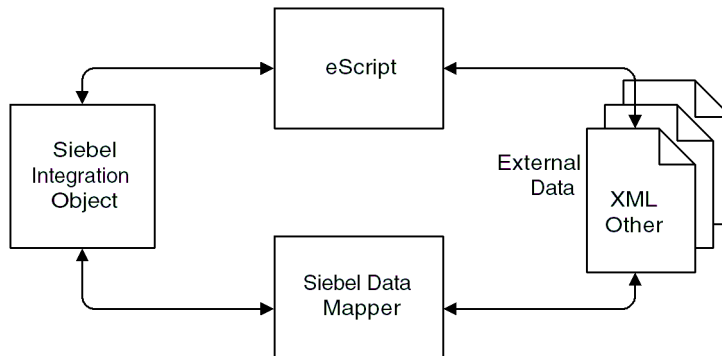 eScript
Siebel
Integration
Object
External
Data
XML
Other
Siebel Data
Mapper